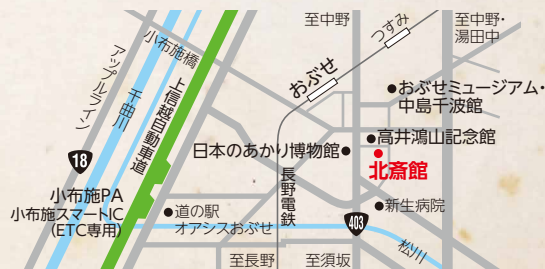 至中野
至中野・
湯田中
つすみ
小布施橋
アップルライン
千曲川
上信越自動車道
おぶせ
おぶせミュージアム・
中島千波館
高井鴻山記念館
日本のあかり博物館
北斎館
18
長野電鉄
小布施PA
小布施スマートIC
(ETC専用)
道の駅
オアシスおぶせ
新生病院
403
松川
至長野
至須坂